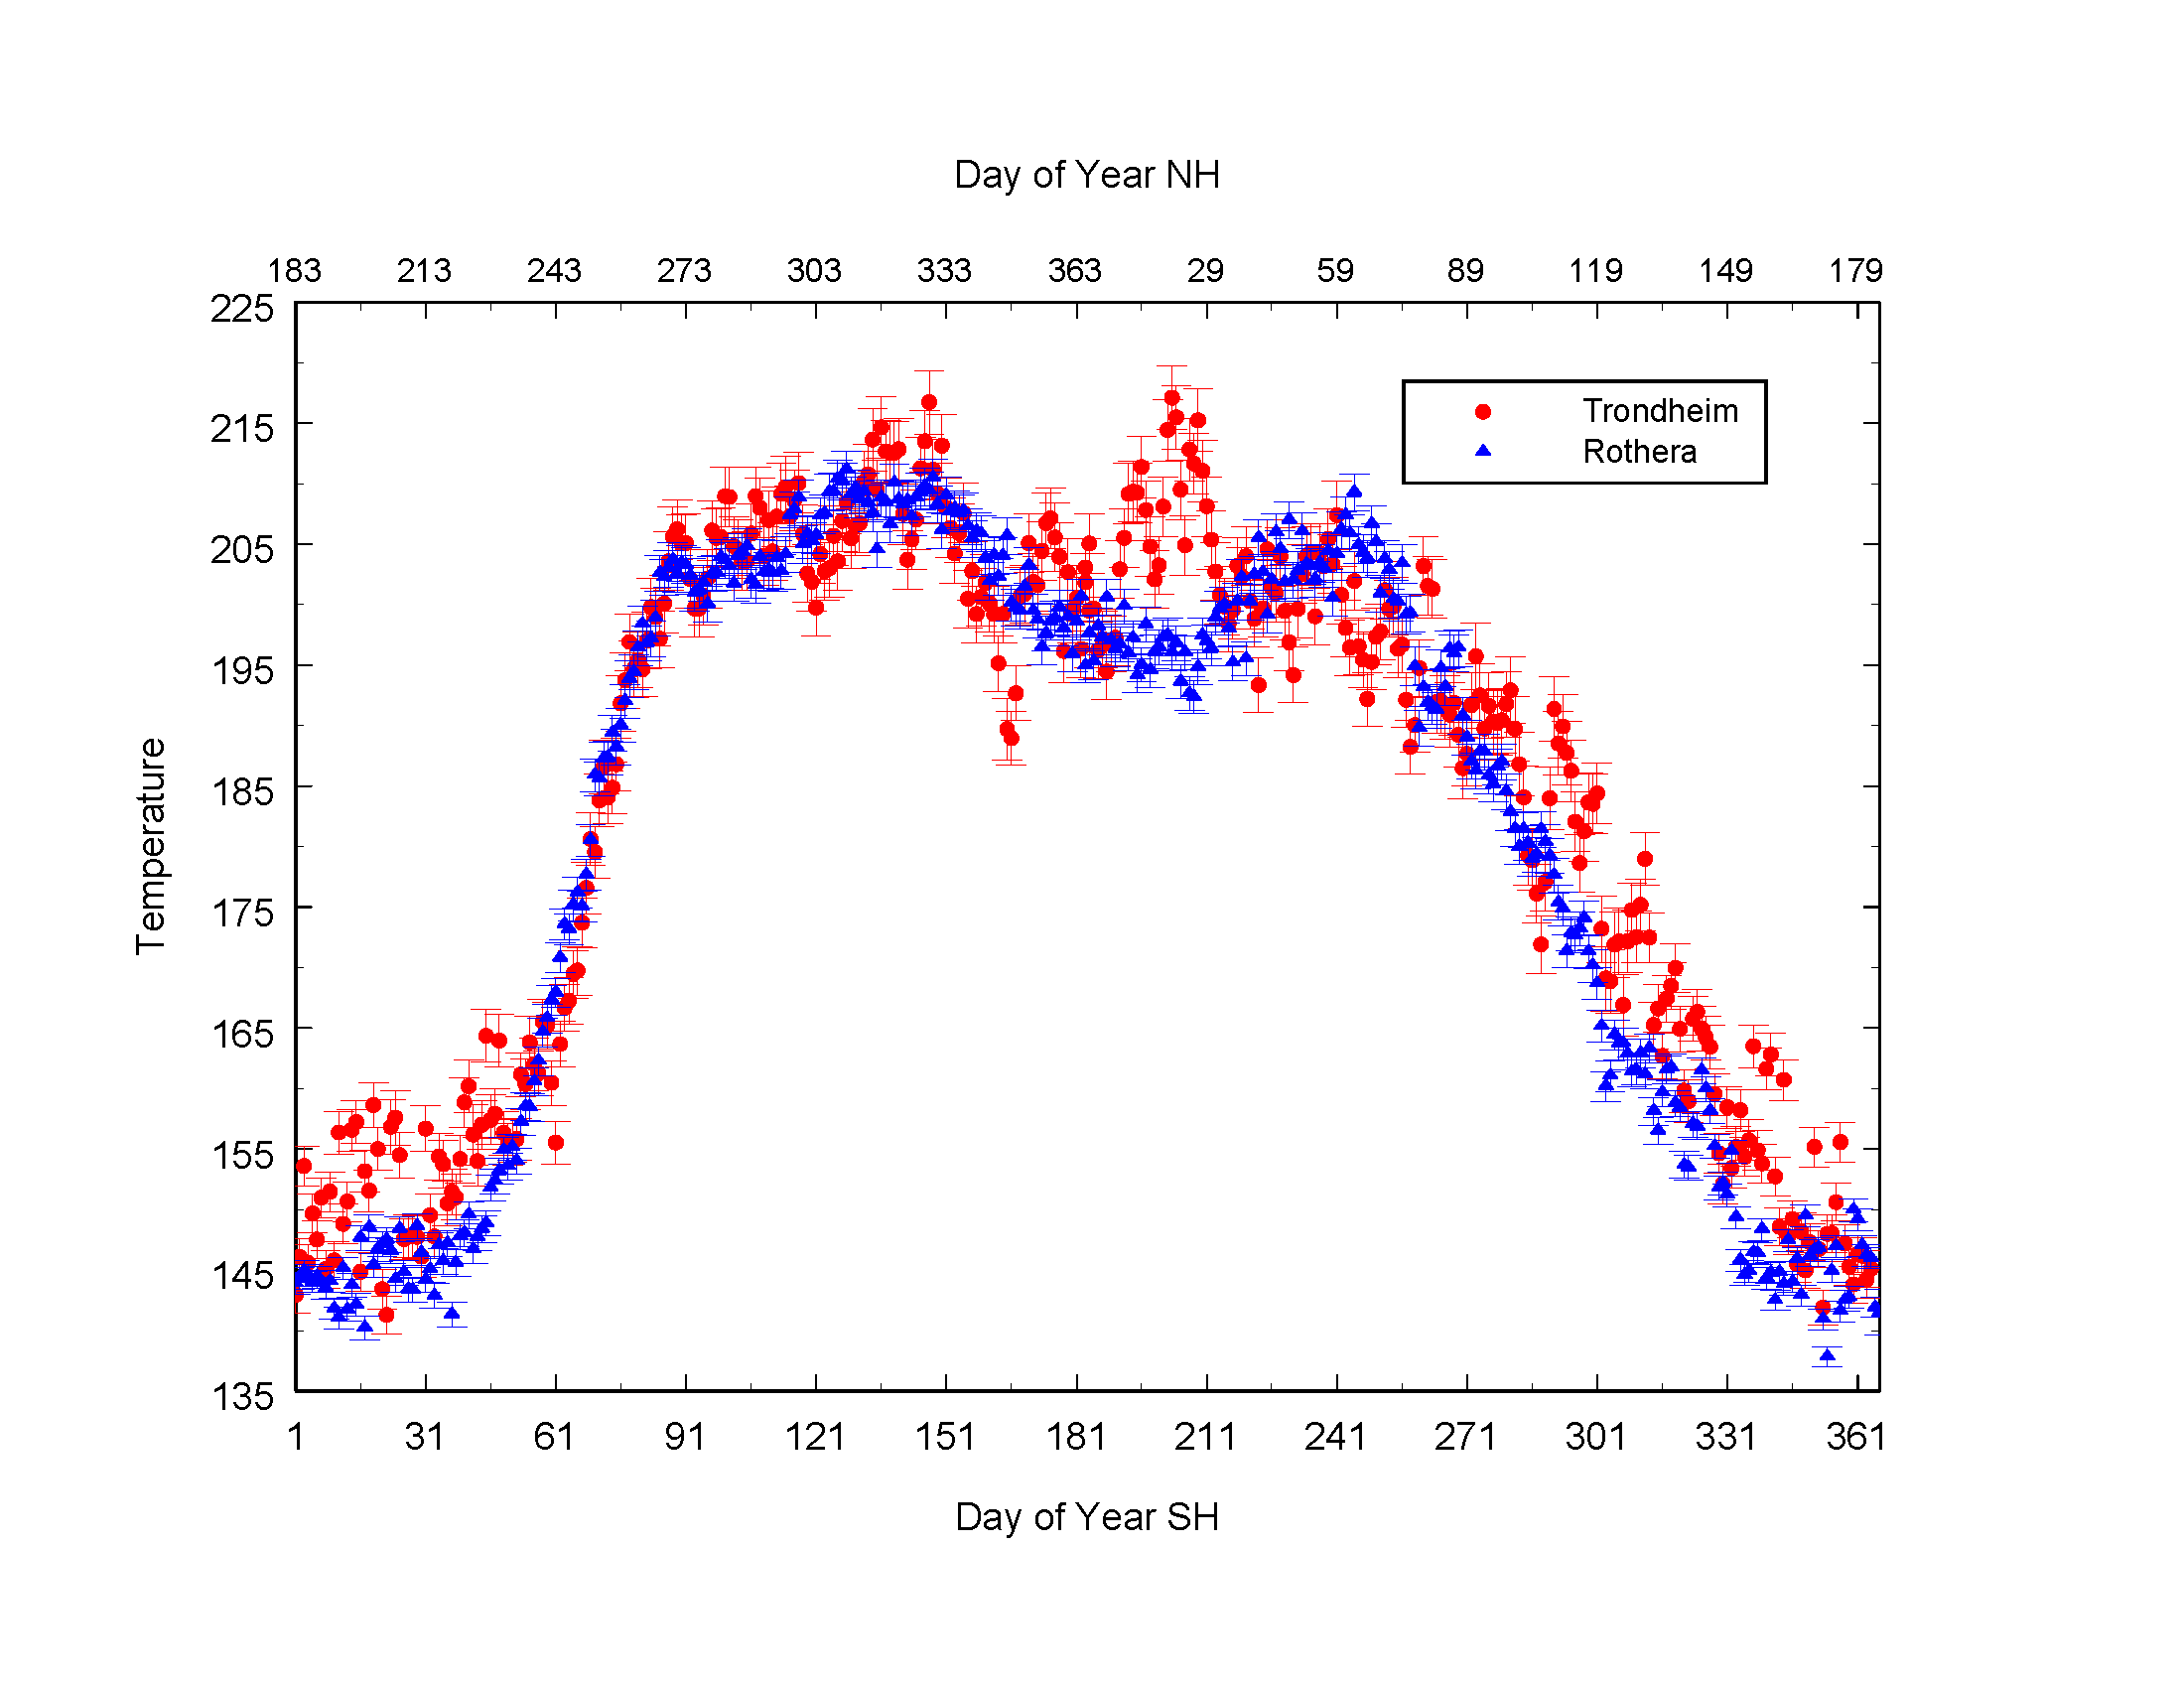 Day of Year NH
183 213 243 273 303 333 363 29 59 89 119 149 179
225
215
205
195
185
175
165
155
145
135
Temperature
Trondheim
Rothera
1 31 61 91 121 151 181 211 241 271 301 331 361
Day of Year SH